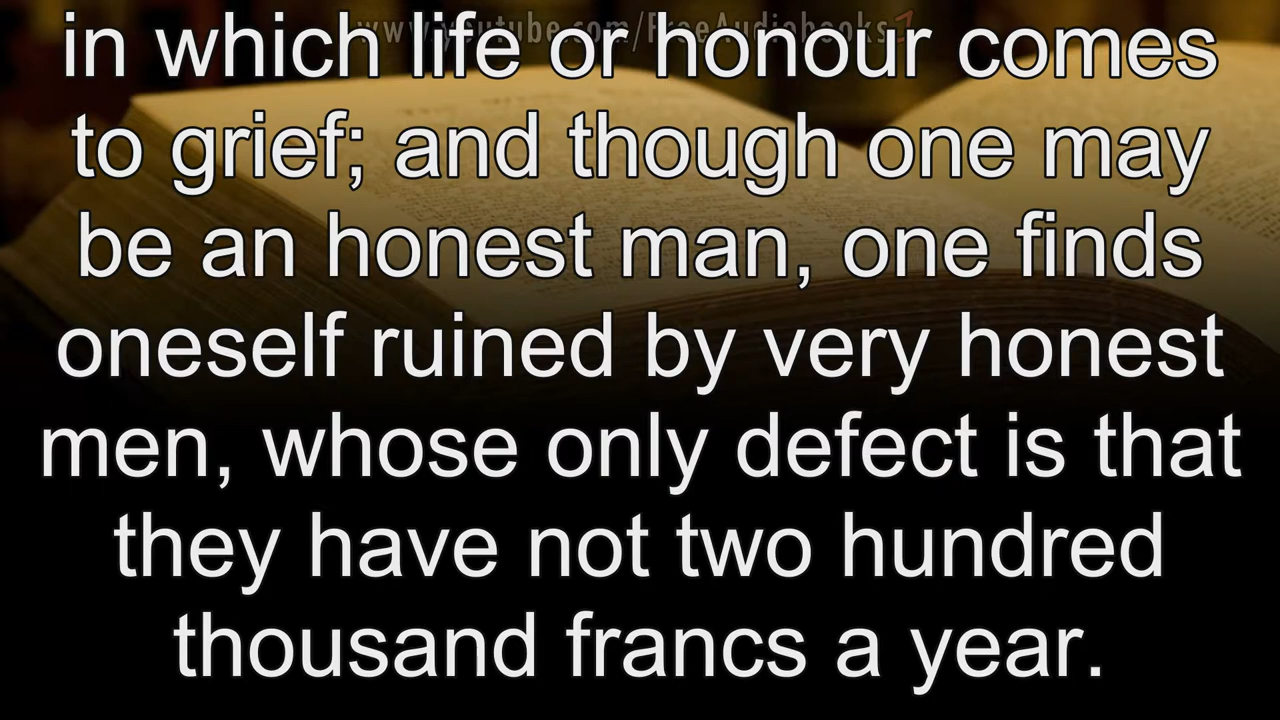 www.youtube.com/FreeAudiobooks1
in which life or honour comes
to grief; and though one may
be an honest man, one finds
oneself ruined by very honest
men, whose only defect is that
they have not two hundred
thousand francs a year.